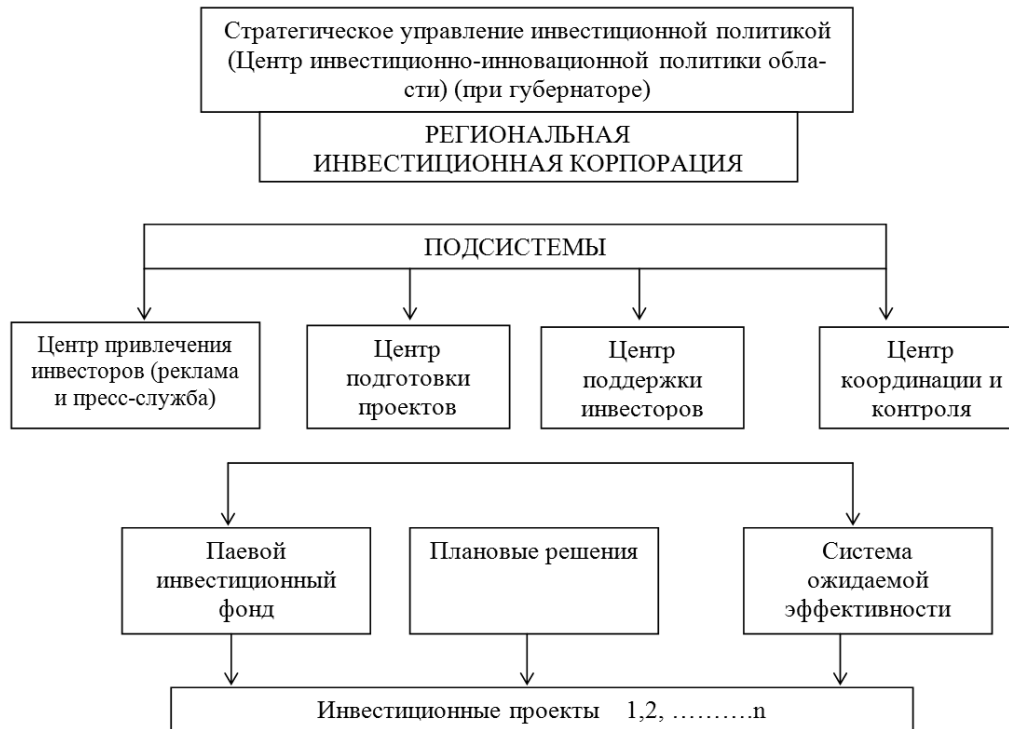 Стратегическое управление инвестиционной политикой
(Центр инвестиционно-инновационной политики обла-
сти) (при губернаторе)
РЕГИОНАЛЬНАЯ
ИНВЕСТИЦИОННАЯ КОРПОРАЦИЯ
ПОДСИСТЕМЫ
Центр привлечения
инвесторов (реклама
и пресс-служба)
Центр
подготовки
проектов
Центр
поддержки
инвесторов
Центр
координации и
контроля
Паевой
инвестиционный
фонд
Плановые решения
Система
ожидаемой
эффективности
Инвестиционные проекты 1,2, ……….n